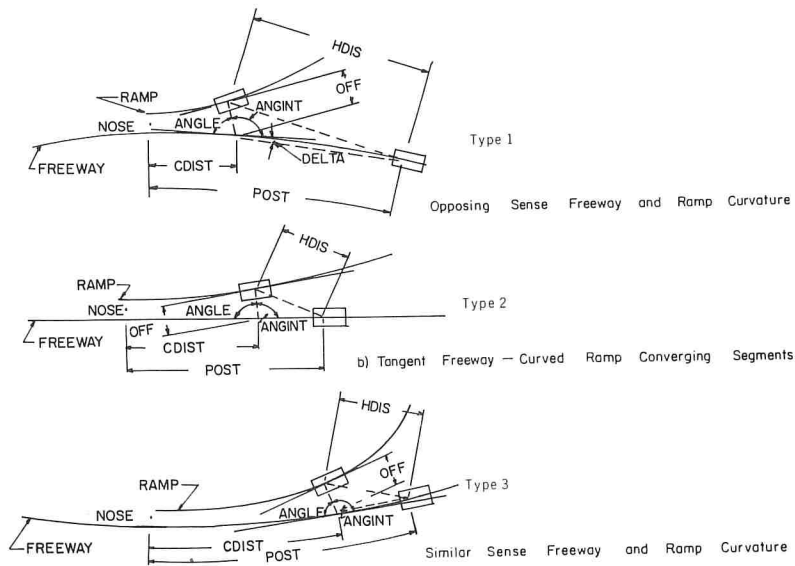 HDIS
OFF
RAMP
ANGINT
NOSE
ANGLE
Type 1
FREEWAY
CDIST
DELTA
POST
Opposing Sense Freeway and Ramp Curvature
HDIS
RAMP
Type 2
NOSE
ANGLE
OFF
ANGINT
FREEWAY
CDIST
POST
b) Tangent Freeway — Curved Ramp Converging Segments
HDIS
OFF
RAMP
Type 3
NOSE
ANGLE
ANGINT
FREEWAY
CDIST
POST
Similar Sense Freeway and Ramp Curvature